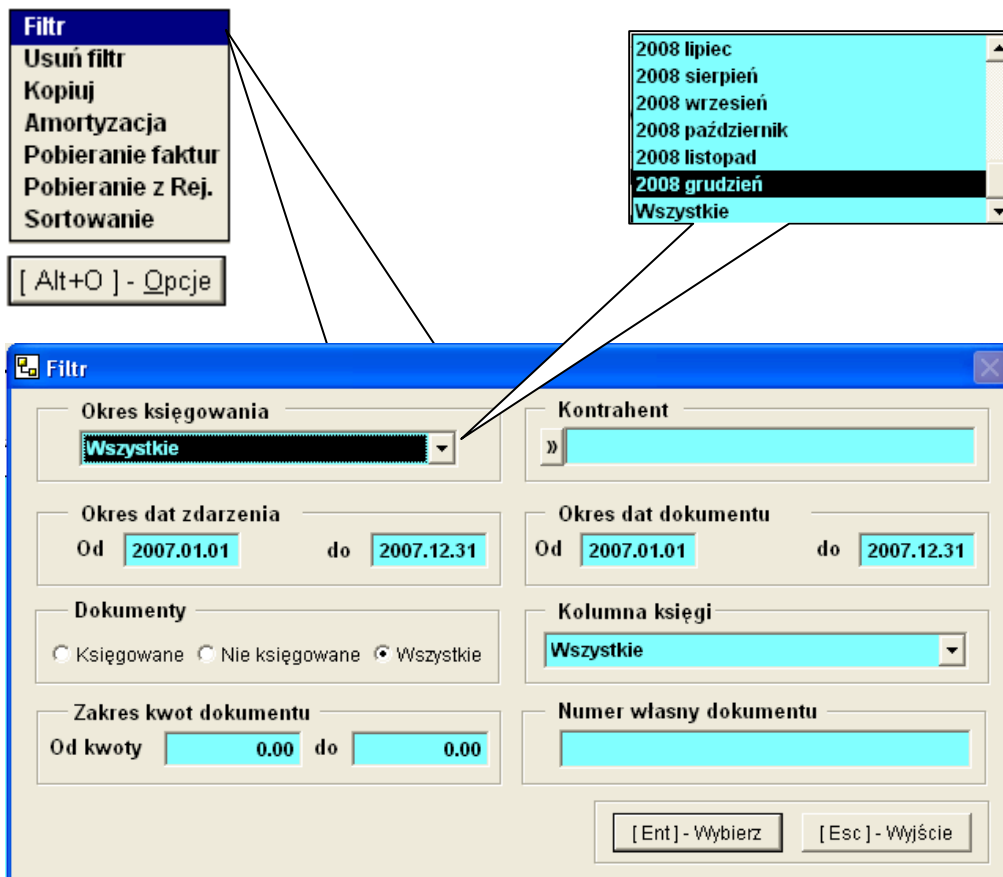 Filtr
Usuń filtr
Kopiuj
Amortyzacja
Pobieranie faktur
Pobieranie z Rej.
Sortowanie
[ Alt+O ] - Opcje
2008 lipiec
2008 sierpień
2008 wrzesień
2008 październik
2008 listopad
2008 grudzień
Wszystkie
Filtr
Okres księgowania
Wszystkie
Kontrahent
»
Okres dat zdarzenia
Od 2007.01.01 do 2007.12.31
Okres dat dokumentu
Od 2007.01.01 do 2007.12.31
Dokumenty
Księgowane Nie księgowane Wszystkie
Kolumna księgi
Wszystkie
Zakres kwot dokumentu
Od kwoty 0.00 do 0.00
Numer własny dokumentu
[ Ent ] - Wybierz [ Esc ] - Wyjście